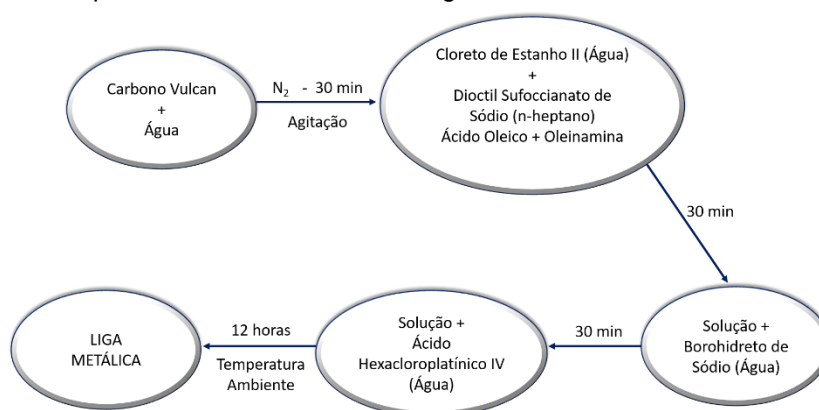 Carbono Vulcan
+
Água
N₂ - 30 min
Agitação
Cloreto de Estanho II (Água)
+
Dioctil Sufoccianato de
Sódio (n-heptano)
Ácido Oleico + Oleinamina
30 min
Solução +
Borohidreto de
Sódio (Água)
30 min
Solução +
Ácido
Hexacloroplatínico IV
(Água)
12 horas
Temperatura
Ambiente
LIGA
METÁLICA